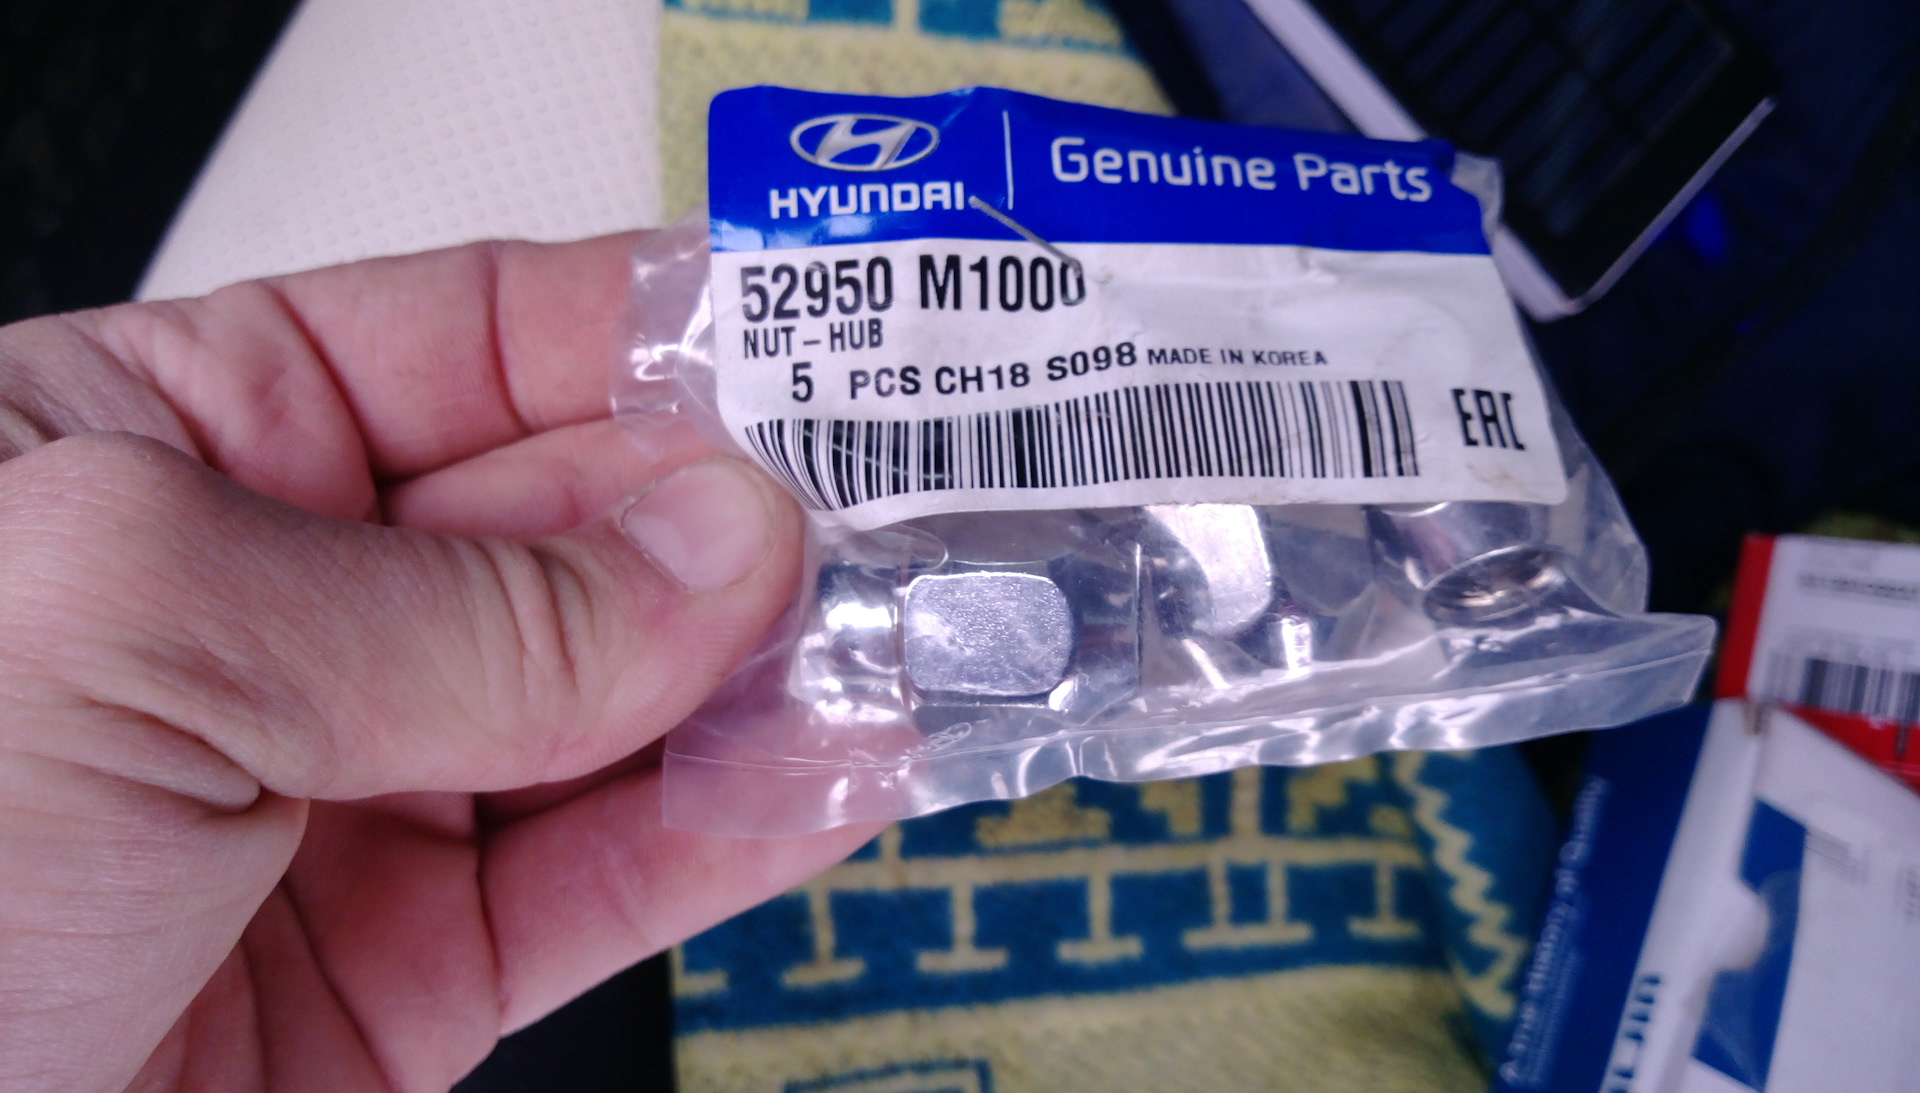 HYUNDAI
Genuine Parts
52950 M1000
NUT-HUB
5 PCS CH18 S098 MADE IN KOREA
EAC